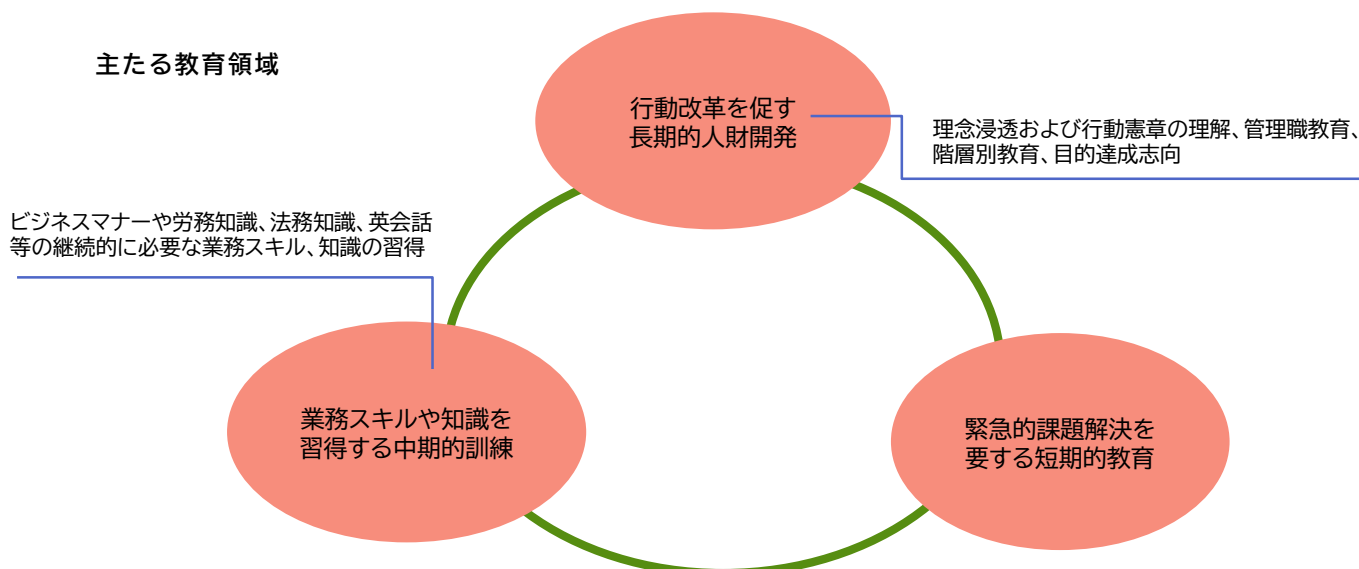 主たる教育領域
行動改革を促す
長期的人財開発
理念浸透および行動憲章の理解、管理職教育、
階層別教育、目的達成志向
ビジネスマナーや労務知識、法務知識、英会話
等の継続的に必要な業務スキル、知識の習得
業務スキルや知識を
習得する中期的訓練
緊急的課題解決を
要する短期的教育